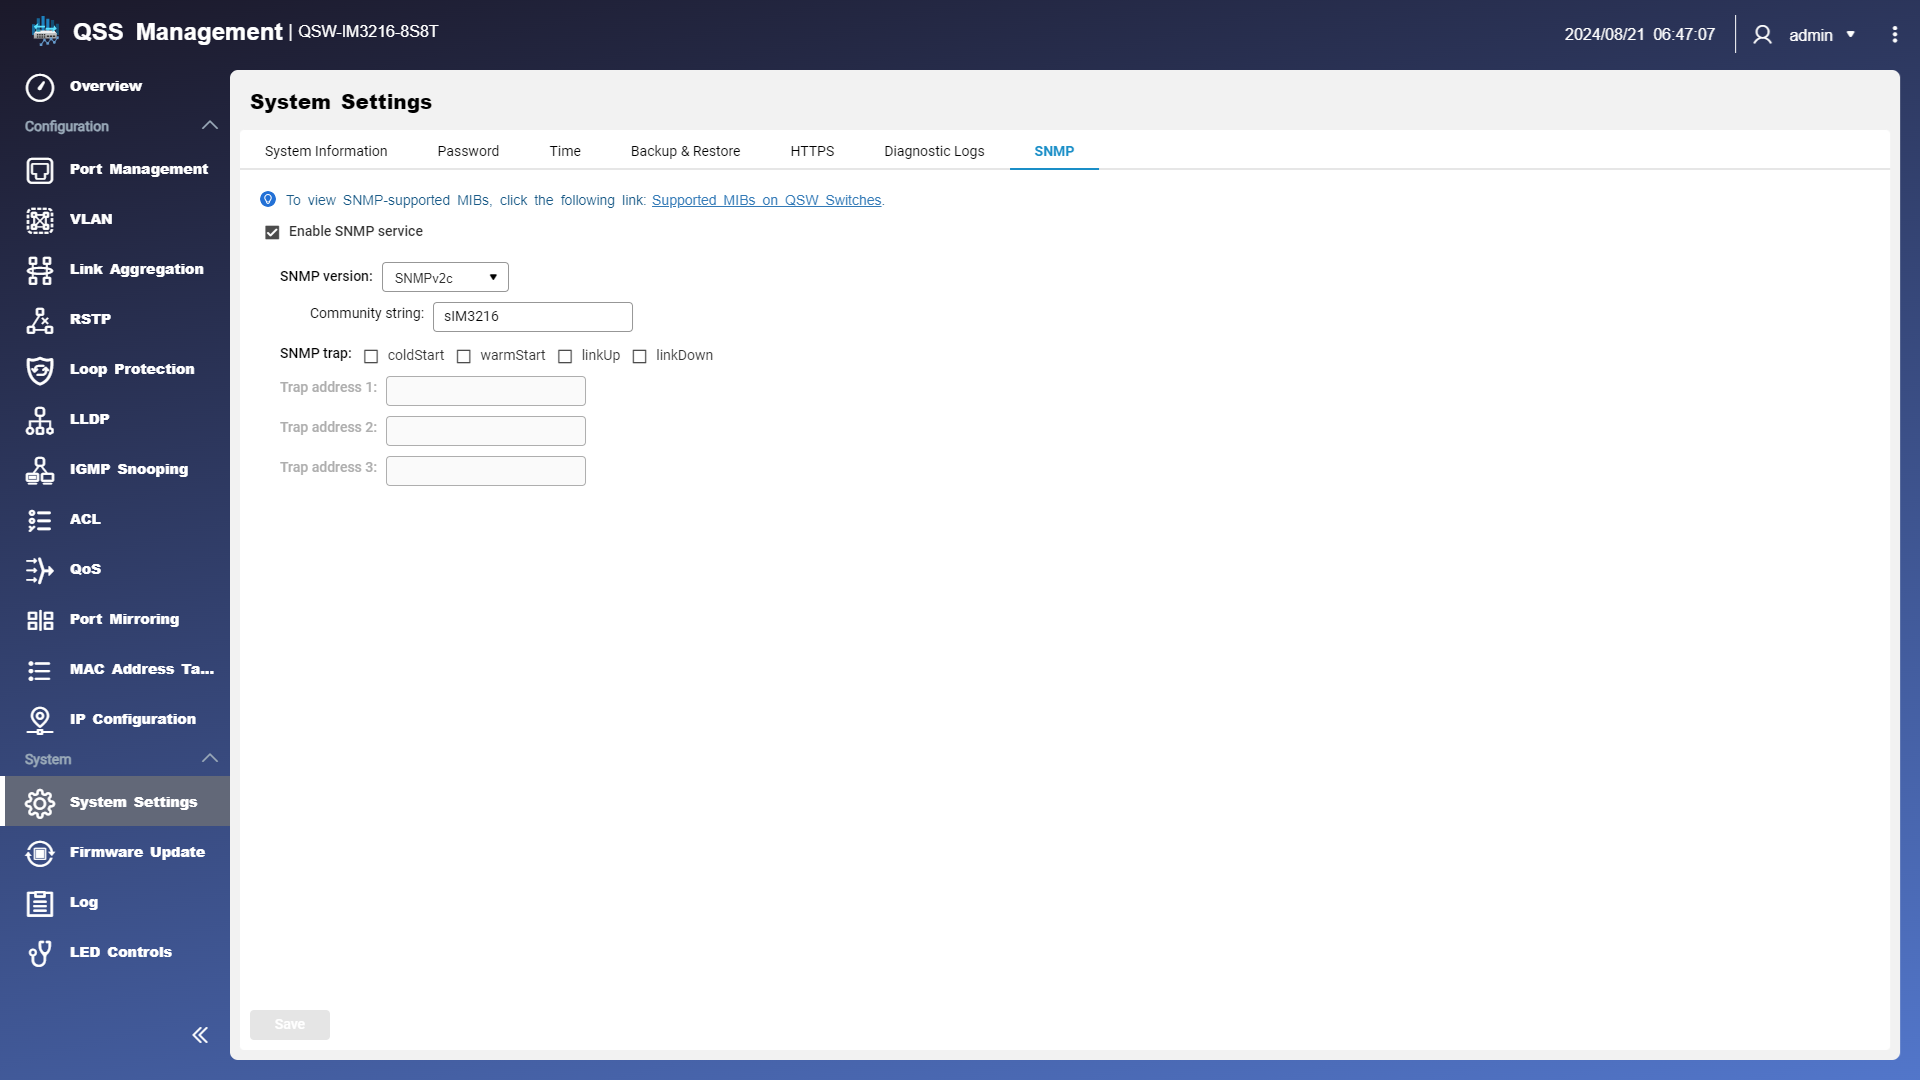 QSS Management | QSW-IM3216-8S8T
2024/08/21 06:47:07
admin
Overview
Configuration
Port Management
VLAN
Link Aggregation
RSTP
Loop Protection
LLDP
IGMP Snooping
ACL
QoS
Port Mirroring
MAC Address Ta...
IP Configuration
System
System Settings
Firmware Update
Log
LED Controls
System Settings
System Information Password Time Backup & Restore HTTPS Diagnostic Logs SNMP
To view SNMP-supported MIBs, click the following link: Supported MIBs on QSW Switches.
Enable SNMP service
SNMP version: SNMPv2c
Community string: sIM3216
SNMP trap: coldStart warmStart linkUp linkDown
Trap address 1:
Trap address 2:
Trap address 3:
Save